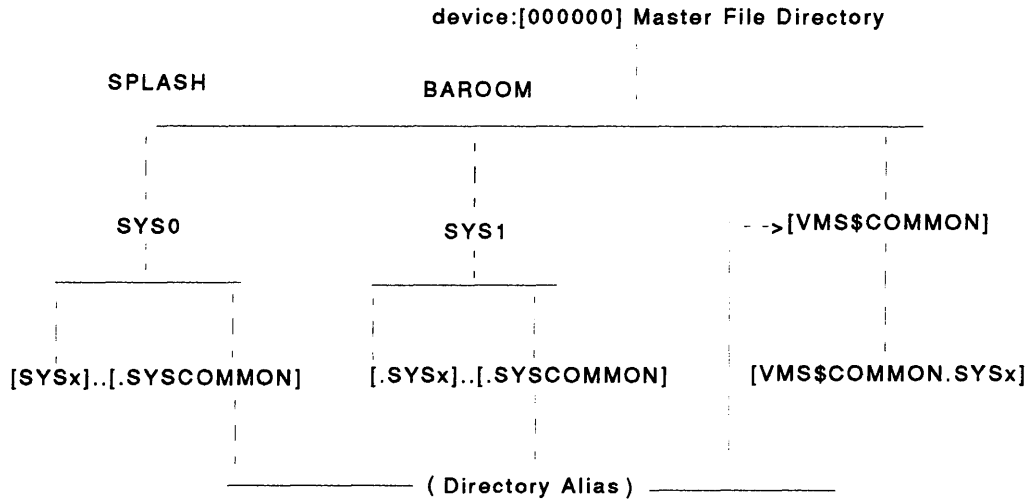 device:[000000] Master File Directory
SPLASH
BAROOM
SYS0
SYS1
- ->[VMS$COMMON]
[SYSx]..[.SYSCOMMON]
[.SYSx]..[.SYSCOMMON]
[VMS$COMMON.SYSx]
(Directory Alias)